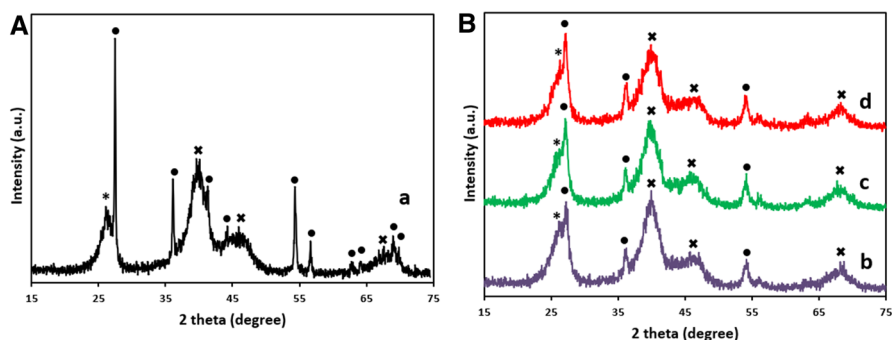 A
Intensity (a.u.)
a
15 25 35 45 55 65 75
2 theta (degree)
B
Intensity (a.u.)
d
c
b
15 25 35 45 55 65 75
2 theta (degree)